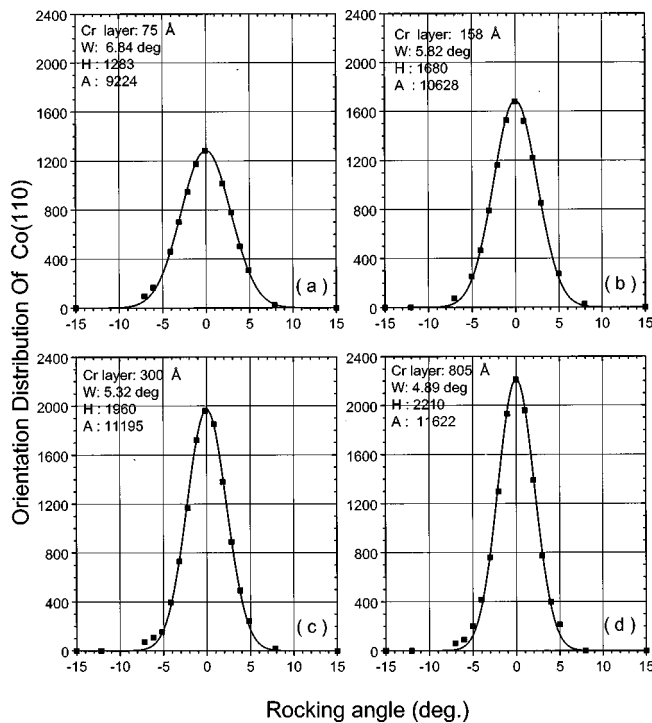 Orientation Distribution Of Co(110)
2400
2000
1600
1200
800
400
0
Cr layer: 75 Å
W: 6.84 deg
H : 1283
A : 9224
( a )
-15 -10 -5 0 5 10 15
2400
2000
1600
1200
800
400
0
Cr layer: 158 Å
W: 5.82 deg
H : 1680
A : 10628
( b )
-15 -10 -5 0 5 10 15
2400
2000
1600
1200
800
400
0
Cr layer: 300 Å
W: 5.32 deg
H : 1960
A : 11195
( c )
-15 -10 -5 0 5 10 15
2400
2000
1600
1200
800
400
0
Cr layer: 805 Å
W: 4.89 deg
H : 2210
A : 11622
( d )
-15 -10 -5 0 5 10 15
Rocking angle (deg.)